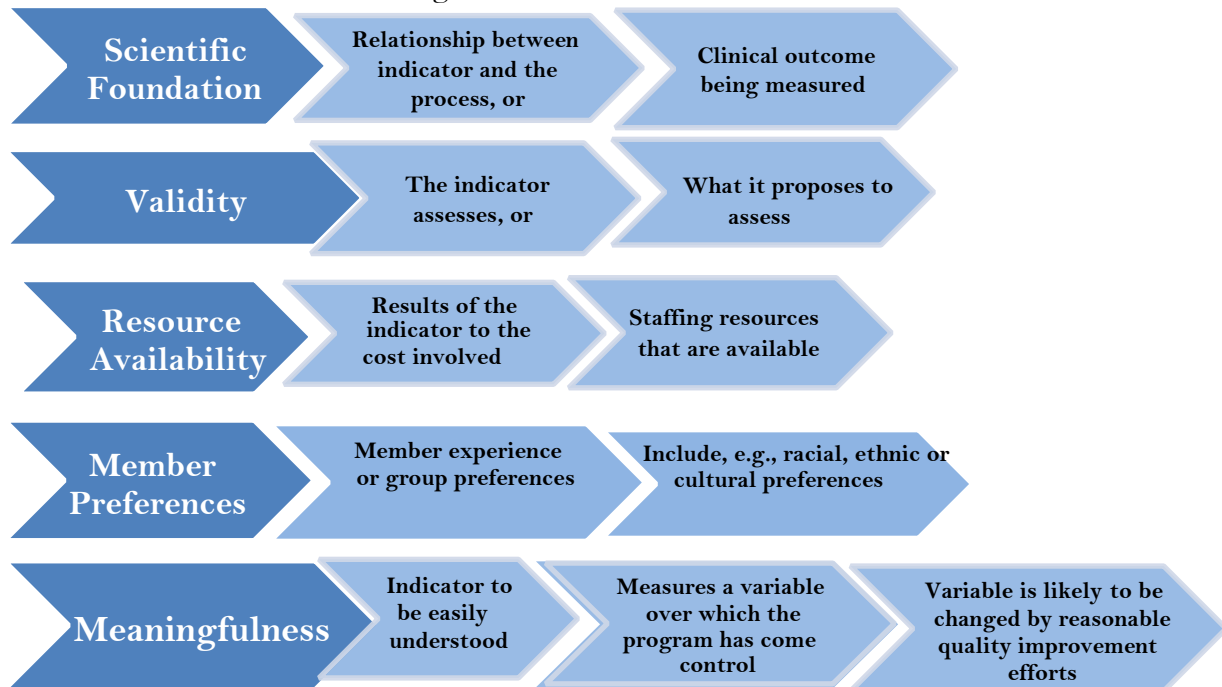 Scientific
Foundation
Relationship between
indicator and the
process, or
Clinical outcome
being measured
Validity
The indicator
assesses, or
What it proposes to
assess
Resource
Availability
Results of the
indicator to the
cost involved
Staffing resources
that are available
Member
Preferences
Member experience
or group preferences
Include, e.g., racial, ethnic or
cultural preferences
Meaningfulness
Indicator to
be easily
understood
Measures a variable
over which the
program has come
control
Variable is likely to be
changed by reasonable
quality improvement
efforts